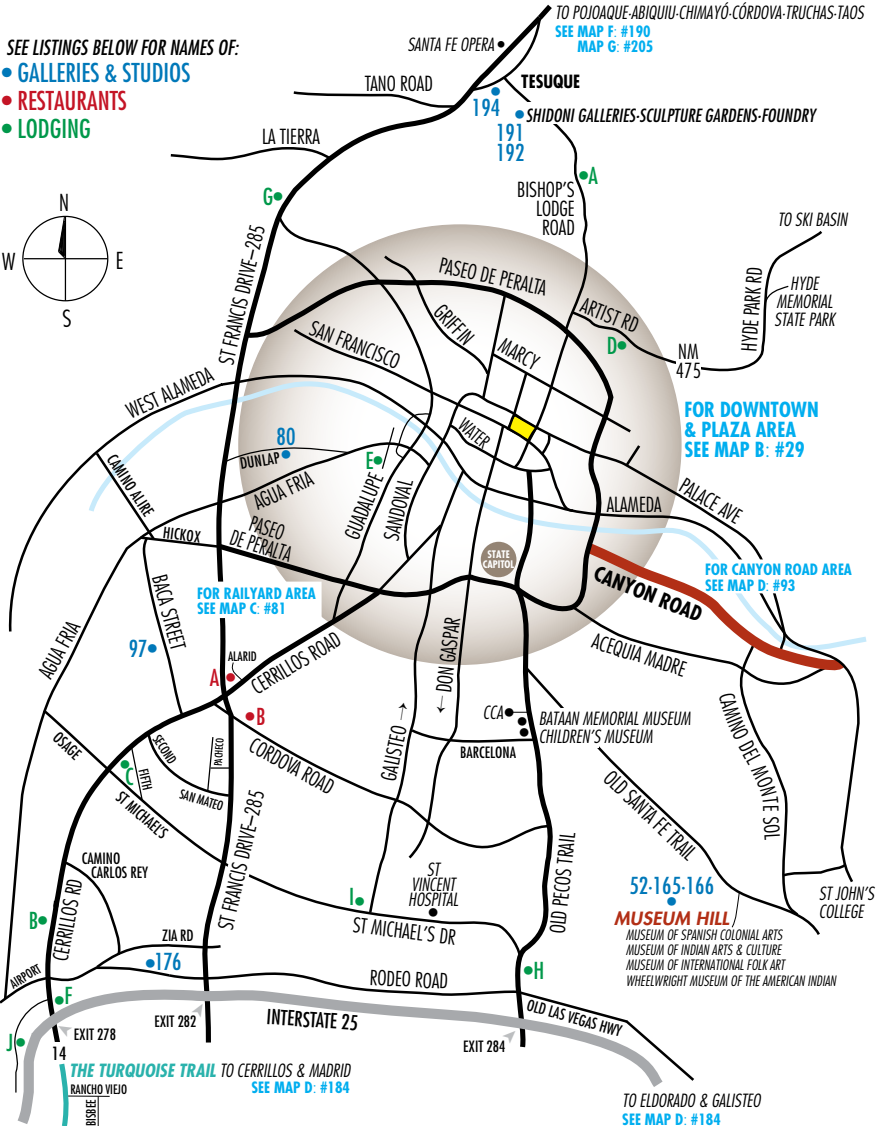 TO POJOAQUE-ABIQUIU-CHIMAYÓ-CÓRDOVA-TRUCHAS-TAOS
SEE MAP F: #190
MAP G: #205
SEE LISTINGS BELOW FOR NAMES OF:
• GALLERIES & STUDIOS
• RESTAURANTS
• LODGING
SANTA FE OPERA
TANO ROAD
TESUQUE
194
SHIDONI GALLERIES-SCULPTURE GARDENS-FOUNDRY
191
192
LA TIERRA
A
G
BISHOP'S
LODGE
ROAD
N
W
E
S
TO SKI BASIN
ST FRANCIS DRIVE–285
PASEO DE PERALTA
HYDE PARK RD
HYDE
MEMORIAL
STATE PARK
GRIFFIN
ARTIST RD
SAN FRANCISCO
MARCY
D
NM
475
WEST ALAMEDA
FOR DOWNTOWN
& PLAZA AREA
SEE MAP B: #29
80
WATER
DUNLAP
E
CAMINO ALIRE
AGUA FRIA
GUADALUPE
SANDOVAL
PALACE AVE
ALAMEDA
HICKOX
PASEO
DE PERALTA
STATE
CAPITOL
CANYON ROAD
FOR CANYON ROAD AREA
SEE MAP D: #93
BACA STREET
FOR RAILYARD AREA
SEE MAP C: #81
AGUA FRIA
97
ALARID
A
CERRILLOS ROAD
DON GASPAR
←
ACEQUIA MADRE
B
GALISTEO
→
CCA
BATAAN MEMORIAL MUSEUM
CHILDREN'S MUSEUM
BARCELONA
CAMINO DEL MONTE SOL
OSAGE
SECOND
PACHECO
CORDOVA ROAD
C
FIFTH
SAN MATEO
ST MICHAEL'S
OLD SANTA FE TRAIL
ST FRANCIS DRIVE–285
CAMINO
CARLOS REY
ST
VINCENT
HOSPITAL
OLD PECOS TRAIL
52-165-166
ST JOHN'S
COLLEGE
I
B
CERRILLOS RD
ST MICHAEL'S DR
MUSEUM HILL
MUSEUM OF SPANISH COLONIAL ARTS
MUSEUM OF INDIAN ARTS & CULTURE
MUSEUM OF INTERNATIONAL FOLK ART
WHEELWRIGHT MUSEUM OF THE AMERICAN INDIAN
ZIA RD
176
H
AIRPORT
RODEO ROAD
F
OLD LAS VEGAS HWY
EXIT 282
INTERSTATE 25
EXIT 278
J
EXIT 284
14
THE TURQUOISE TRAIL TO CERRILLOS & MADRID
SEE MAP D: #184
RANCHO VIEJO
BISBEE
TO ELDORADO & GALISTEO
SEE MAP D: #184